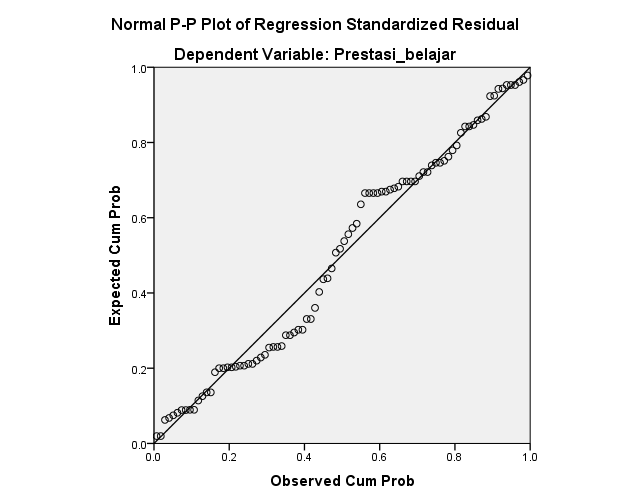 Normal P-P Plot of Regression Standardized Residual
Dependent Variable: Prestasi_belajar
Expected Cum Prob
1.0
0.8
0.6
0.4
0.2
0.0
0.0 0.2 0.4 0.6 0.8 1.0
Observed Cum Prob